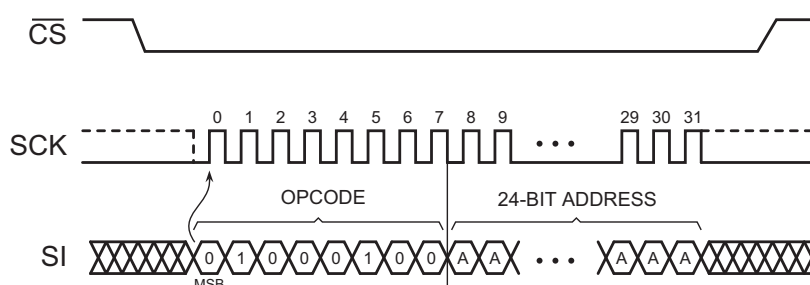 CS
0 1 2 3 4 5 6 7 8 9 29 30 31
SCK
OPCODE 24-BIT ADDRESS
SI 0 1 0 0 0 1 0 0 A A A A A
MSB